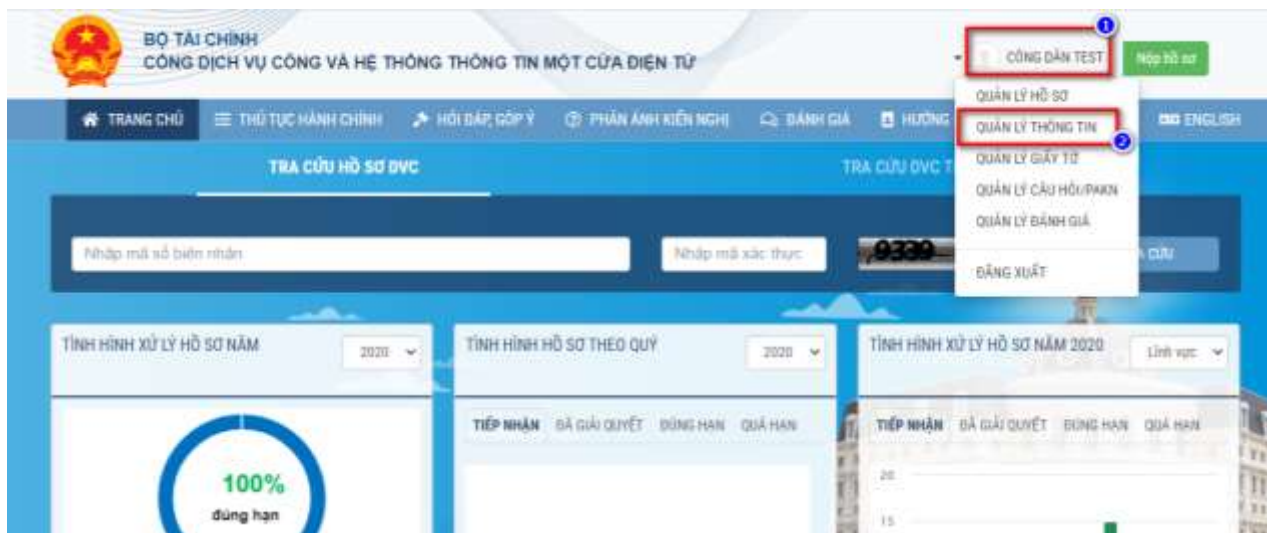 BỘ TÀI CHÍNH
CỔNG DỊCH VỤ CÔNG VÀ HỆ THỐNG THÔNG TIN MỘT CỬA ĐIỆN TỬ
1
CÔNG DÂN TEST
Nộp hồ sơ
TRANG CHỦ
THỦ TỤC HÀNH CHÍNH
HỎI ĐÁP, GÓP Ý
PHẢN ÁNH KIẾN NGHỊ
ĐÁNH GIÁ
HƯỚNG
ENGLISH
QUẢN LÝ HỒ SƠ
QUẢN LÝ THÔNG TIN
2
QUẢN LÝ GIẤY TỜ
QUẢN LÝ CÂU HỎI/PAKN
QUẢN LÝ ĐÁNH GIÁ
ĐĂNG XUẤT
TRA CỨU HỒ SƠ DVC
TRA CỨU DVC T
Nhập mã số biên nhận
Nhập mã xác thực
9339
CỨU
TÌNH HÌNH XỬ LÝ HỒ SƠ NĂM
2020
TÌNH HÌNH HỒ SƠ THEO QUÝ
2020
TÌNH HÌNH XỬ LÝ HỒ SƠ NĂM 2020
Lĩnh vực
100%
đúng hạn
TIẾP NHẬN ĐÃ GIẢI QUYẾT ĐÚNG HẠN QUÁ HẠN
TIẾP NHẬN ĐÃ GIẢI QUYẾT ĐÚNG HẠN QUÁ HẠN
20
15